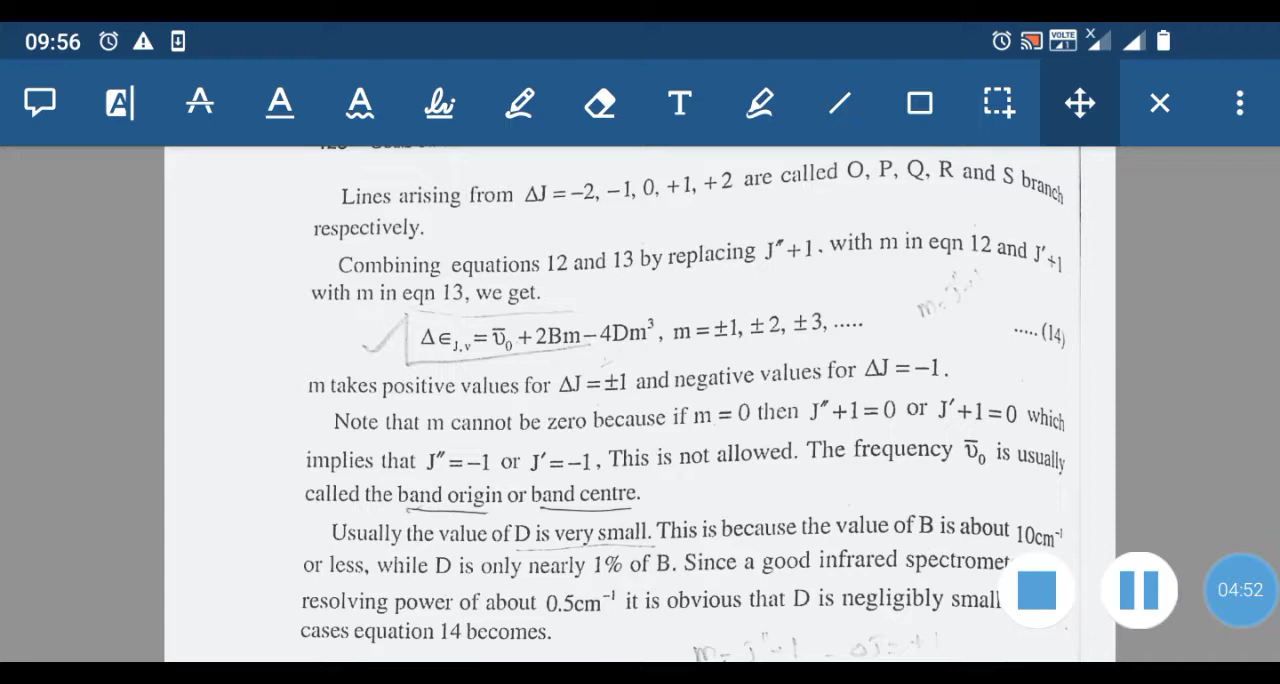 09:56
VOLTE
Lines arising from ΔJ = −2, −1, 0, +1, +2 are called O, P, Q, R and S branch
respectively.
Combining equations 12 and 13 by replacing J″+1, with m in eqn 12 and J′+1
with m in eqn 13, we get.
Δ∈J,v = ῡ0 + 2Bm − 4Dm³, m = ±1, ±2, ±3, ..... ..... (14)
m takes positive values for ΔJ = ±1 and negative values for ΔJ = −1.
Note that m cannot be zero because if m = 0 then J″+1 = 0 or J′+1 = 0 which
implies that J″ = −1 or J′ = −1, This is not allowed. The frequency ῡ0 is usually
called the band origin or band centre.
Usually the value of D is very small. This is because the value of B is about 10cm⁻¹
or less, while D is only nearly 1% of B. Since a good infrared spectromet
resolving power of about 0.5cm⁻¹ it is obvious that D is negligibly small
cases equation 14 becomes.
04:52